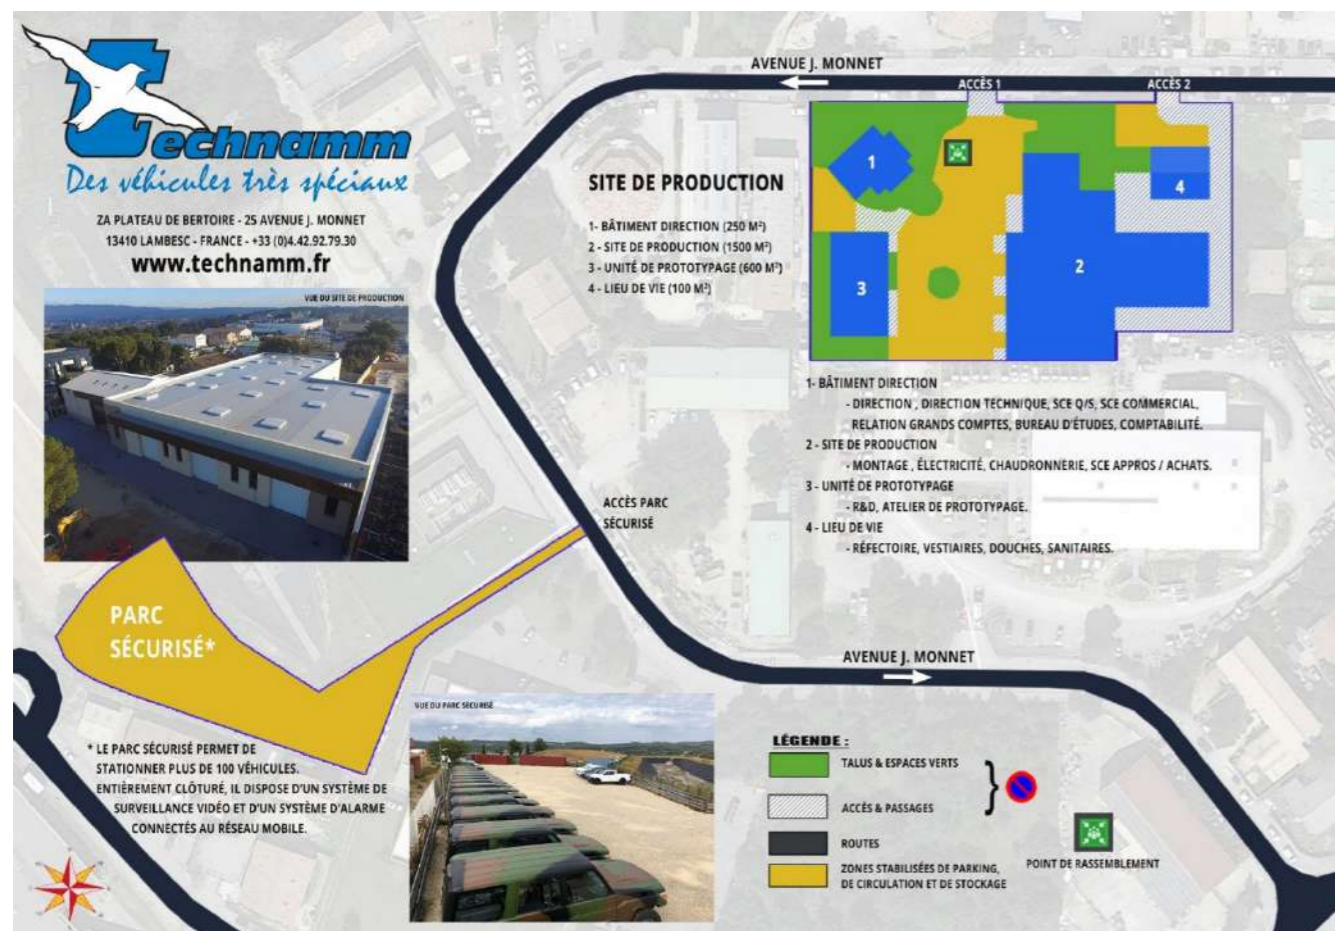 Technamm
Des véhicules très spéciaux
ZA PLATEAU DE BERTOIRE - 25 AVENUE J. MONNET
13410 LAMBESC - FRANCE - +33 (0)4.42.92.79.30
www.technamm.fr
VUE DU SITE DE PRODUCTION
AVENUE J. MONNET
ACCÈS 1
ACCÈS 2
SITE DE PRODUCTION
1- BÂTIMENT DIRECTION (250 M²)
2 - SITE DE PRODUCTION (1500 M²)
3 - UNITÉ DE PROTOTYPAGE (600 M²)
4 - LIEU DE VIE (100 M²)
1
4
2
3
1- BÂTIMENT DIRECTION
- DIRECTION , DIRECTION TECHNIQUE, SCE Q/S, SCE COMMERCIAL,
RELATION GRANDS COMPTES, BUREAU D'ÉTUDES, COMPTABILITÉ.
2 - SITE DE PRODUCTION
- MONTAGE , ÉLECTRICITÉ, CHAUDRONNERIE, SCE APPROS / ACHATS.
3 - UNITÉ DE PROTOTYPAGE
- R&D, ATELIER DE PROTOTYPAGE.
4 - LIEU DE VIE
- RÉFECTOIRE, VESTIAIRES, DOUCHES, SANITAIRES.
ACCÈS PARC
SÉCURISÉ
PARC
SÉCURISÉ*
AVENUE J. MONNET
VUE DU PARC SÉCURISÉ
* LE PARC SÉCURISÉ PERMET DE
STATIONNER PLUS DE 100 VÉHICULES.
ENTIÈREMENT CLÔTURÉ, IL DISPOSE D'UN SYSTÈME DE
SURVEILLANCE VIDÉO ET D'UN SYSTÈME D'ALARME
CONNECTÉS AU RÉSEAU MOBILE.
LÉGENDE :
TALUS & ESPACES VERTS
ACCÈS & PASSAGES
ROUTES
ZONES STABILISÉES DE PARKING,
DE CIRCULATION ET DE STOCKAGE
POINT DE RASSEMBLEMENT